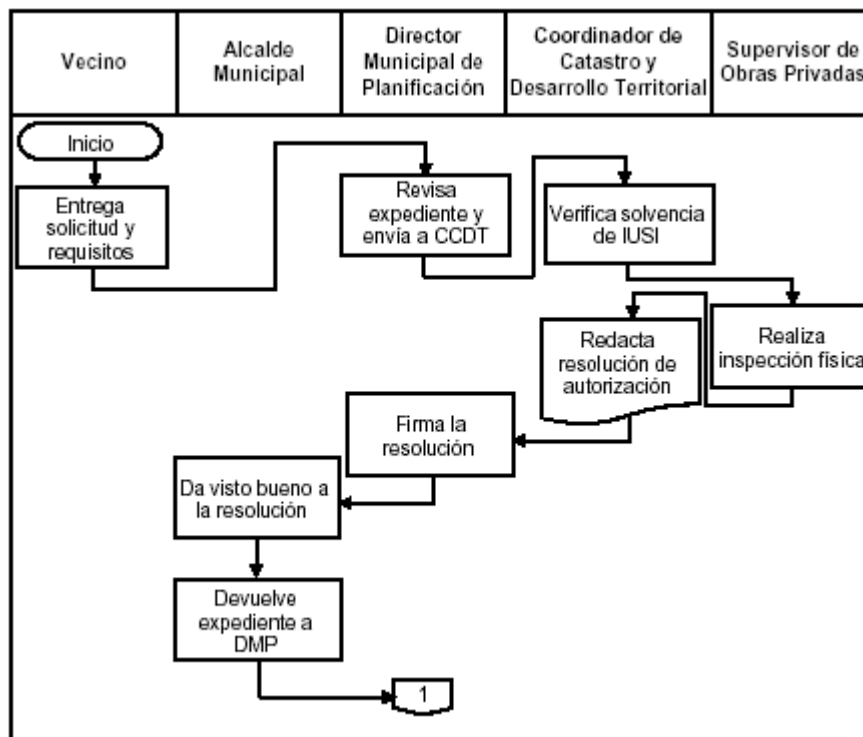 Vecino
Alcalde
Municipal
Director
Municipal de
Planificación
Coordinador de
Catastro y
Desarrollo Territorial
Supervisor de
Obras Privadas
Inicio
Entrega
solicitud y
requisitos
Revisa
expediente y
envía a CCDT
Verifica solvencia
de IUSI
Realiza
inspección física
Redacta
resolución de
autorización
Firma la
resolución
Da visto bueno a
la resolución
Devuelve
expediente a
DMP
1